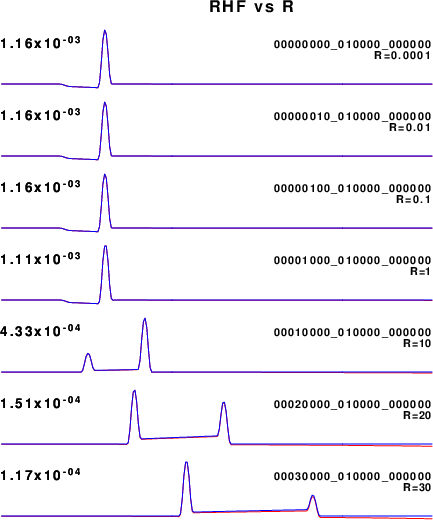 RHF vs R
1.16x10-03 00000000_010000_000000
R=0.0001
1.16x10-03 00000010_010000_000000
R=0.01
1.16x10-03 00000100_010000_000000
R=0.1
1.11x10-03 00001000_010000_000000
R=1
4.33x10-04 00010000_010000_000000
R=10
1.51x10-04 00020000_010000_000000
R=20
1.17x10-04 00030000_010000_000000
R=30